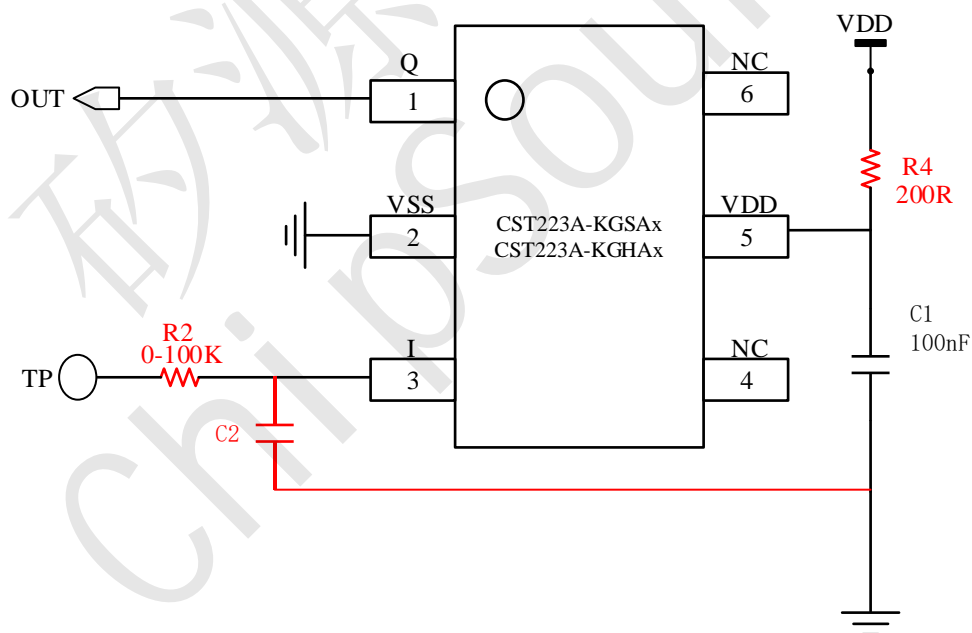 VDD
Q
NC
OUT
1
6
R4
200R
VSS
VDD
CST223A-KGSAx
CST223A-KGHAx
2
5
C1
100nF
R2
0-100K
I
NC
TP
3
4
C2
矽源
ChipSour